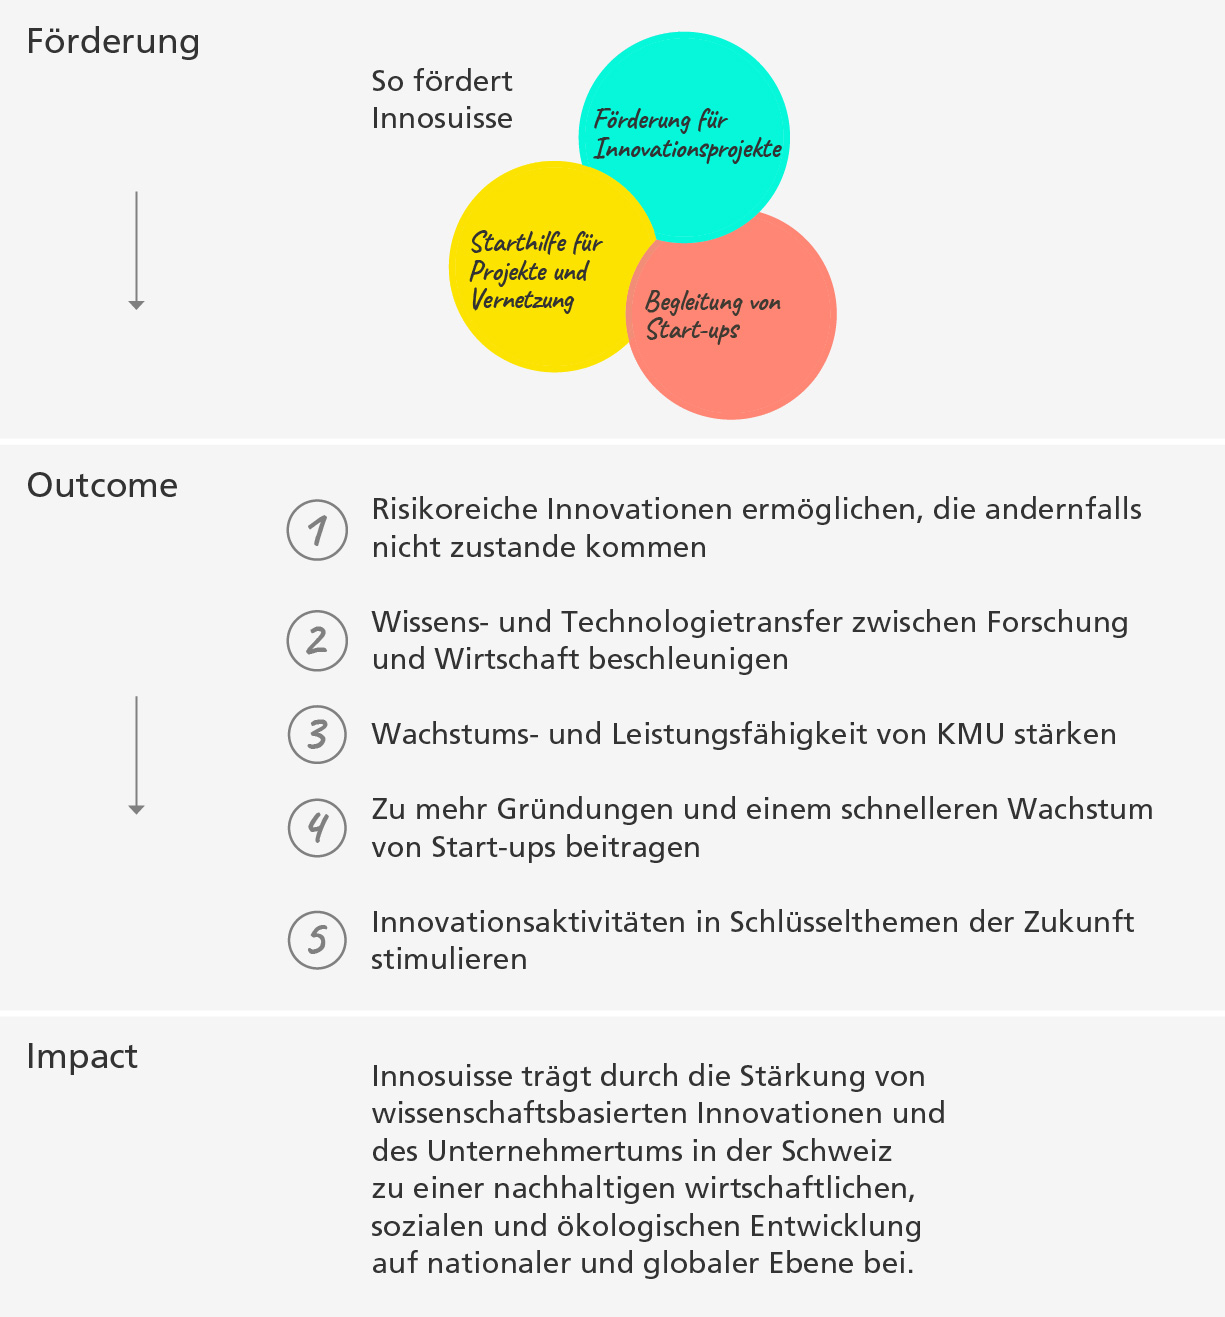 Förderung
So fördert
Innosuisse
Förderung für
Innovationsprojekte
Starthilfe für
Projekte und
Vernetzung
Begleitung von
Start-ups
Outcome
1
Risikoreiche Innovationen ermöglichen, die andernfalls
nicht zustande kommen
2
Wissens- und Technologietransfer zwischen Forschung
und Wirtschaft beschleunigen
3
Wachstums- und Leistungsfähigkeit von KMU stärken
4
Zu mehr Gründungen und einem schnelleren Wachstum
von Start-ups beitragen
5
Innovationsaktivitäten in Schlüsselthemen der Zukunft
stimulieren
Impact
Innosuisse trägt durch die Stärkung von
wissenschaftsbasierten Innovationen und
des Unternehmertums in der Schweiz
zu einer nachhaltigen wirtschaftlichen,
sozialen und ökologischen Entwicklung
auf nationaler und globaler Ebene bei.